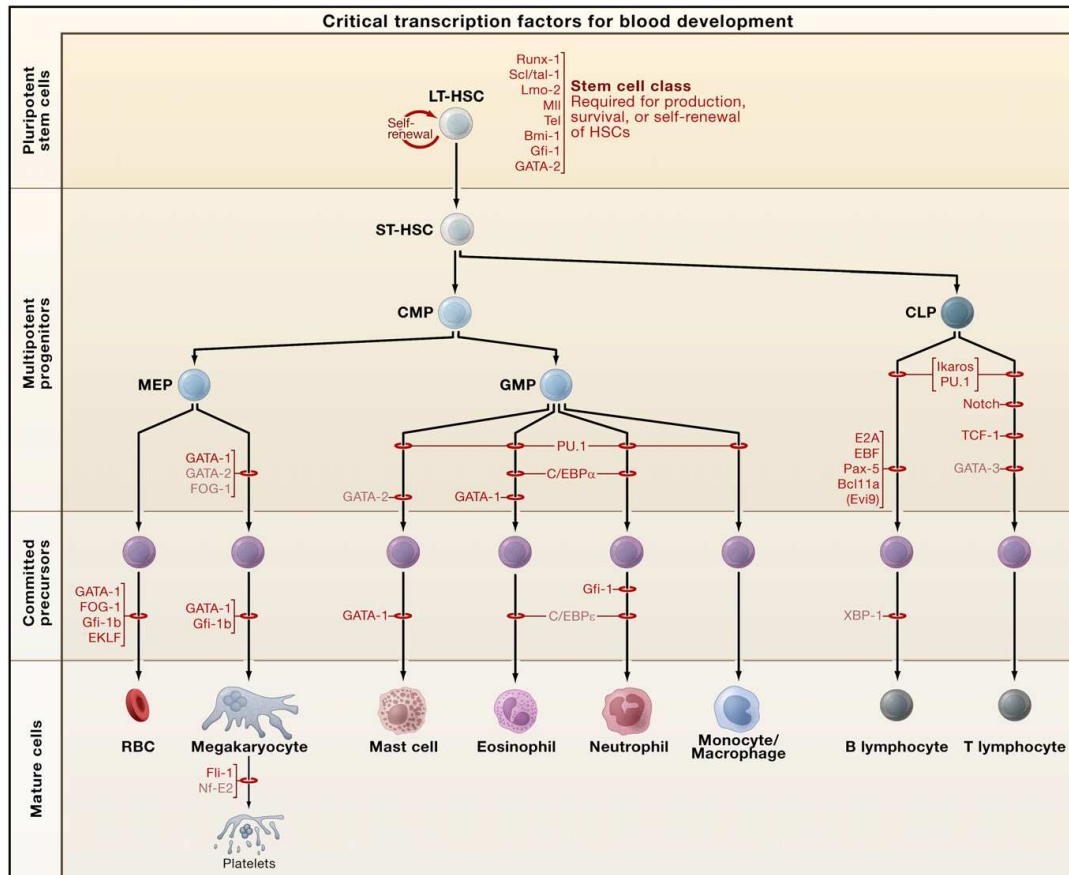 Critical transcription factors for blood development
Pluripotent
stem cells
LT-HSC
Self-
renewal
Runx-1
Scl/tal-1
Lmo-2
Mll
Tel
Bmi-1
Gfi-1
GATA-2
Stem cell class
Required for production,
survival, or self-renewal
of HSCs
Multipotent
progenitors
ST-HSC
CMP
CLP
MEP
GMP
Ikaros
PU.1
Notch
TCF-1
GATA-3
E2A
EBF
Pax-5
Bcl11a
(Evi9)
GATA-1
GATA-2
FOG-1
PU.1
C/EBPα
GATA-2
GATA-1
Committed
precursors
GATA-1
FOG-1
Gfi-1b
EKLF
GATA-1
Gfi-1b
GATA-1
Gfi-1
C/EBPε
XBP-1
Mature cells
RBC
Megakaryocyte
Mast cell
Eosinophil
Neutrophil
Monocyte/
Macrophage
B lymphocyte
T lymphocyte
Fli-1
Nf-E2
Platelets